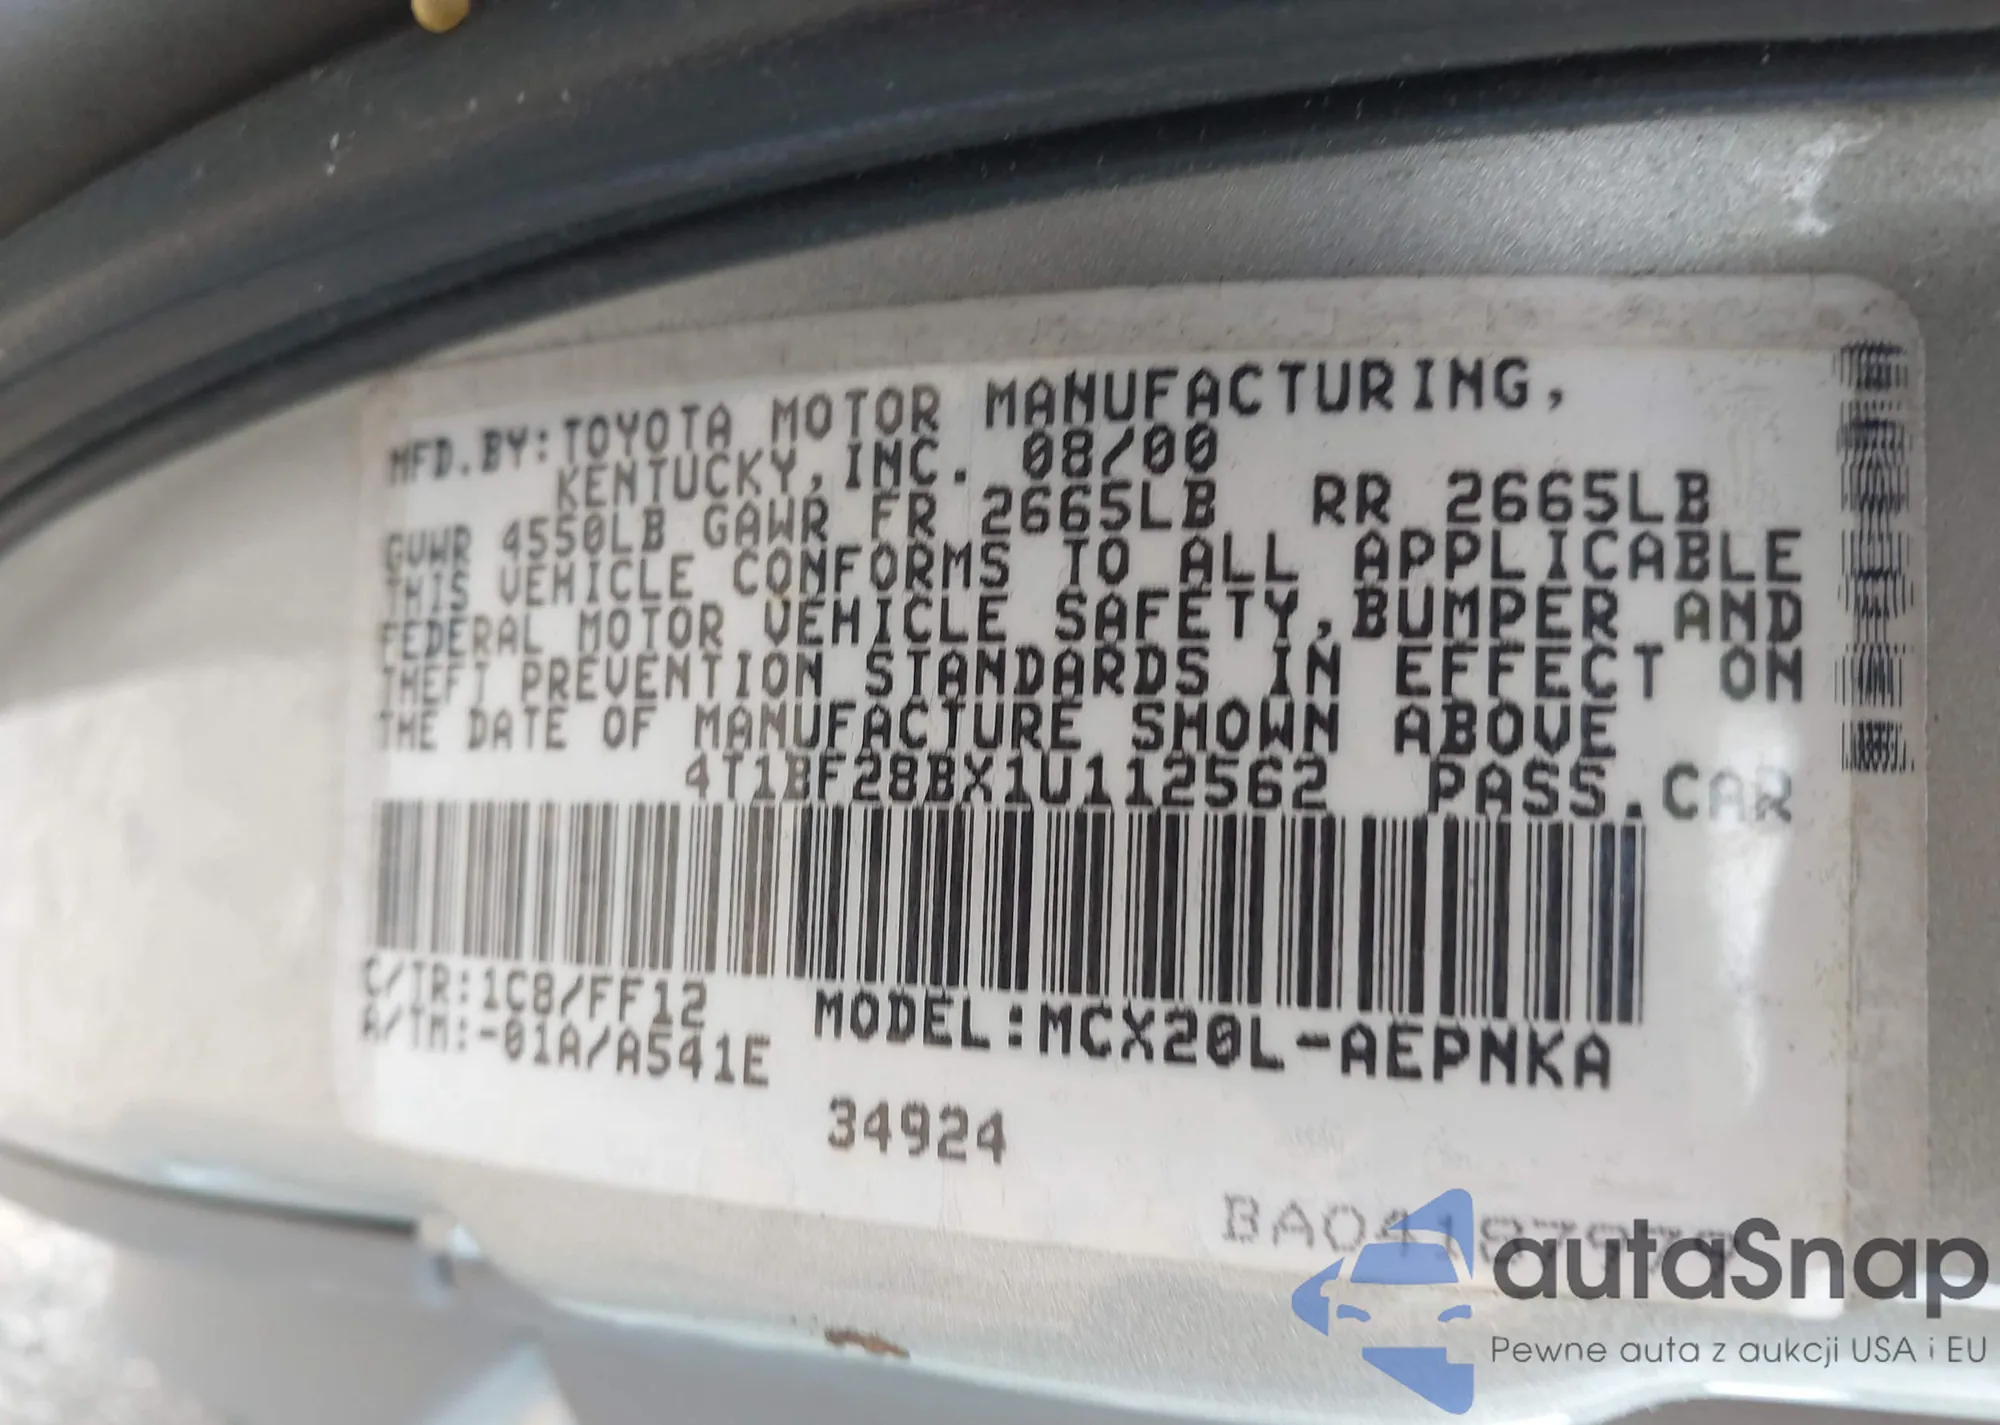 MFD.BY:TOYOTA MOTOR MANUFACTURING,
KENTUCKY,INC. 08/00
GVWR 4550LB GAWR FR 2665LB RR 2665LB
THIS VEHICLE CONFORMS TO ALL APPLICABLE
FEDERAL MOTOR VEHICLE SAFETY,BUMPER AND
THEFT PREVENTION STANDARDS IN EFFECT ON
THE DATE OF MANUFACTURE SHOWN ABOVE
4T1BF28BX1U112562 PASS.CAR
C/TR:1C8/FF12
A/TM:-01A/A541E
MODEL:MCX20L-AEPNKA
34924
autaSnap
Pewne auta z aukcji USA i EU